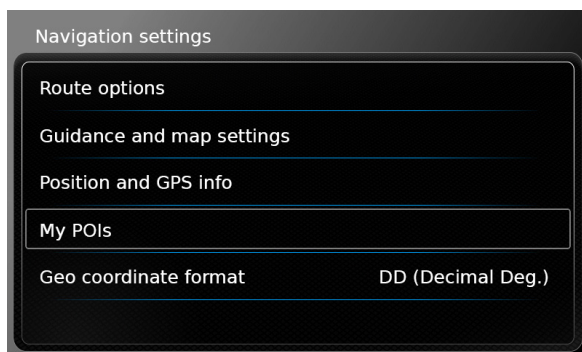 Navigation settings
Route options
Guidance and map settings
Position and GPS info
My POIs
Geo coordinate format DD (Decimal Deg.)